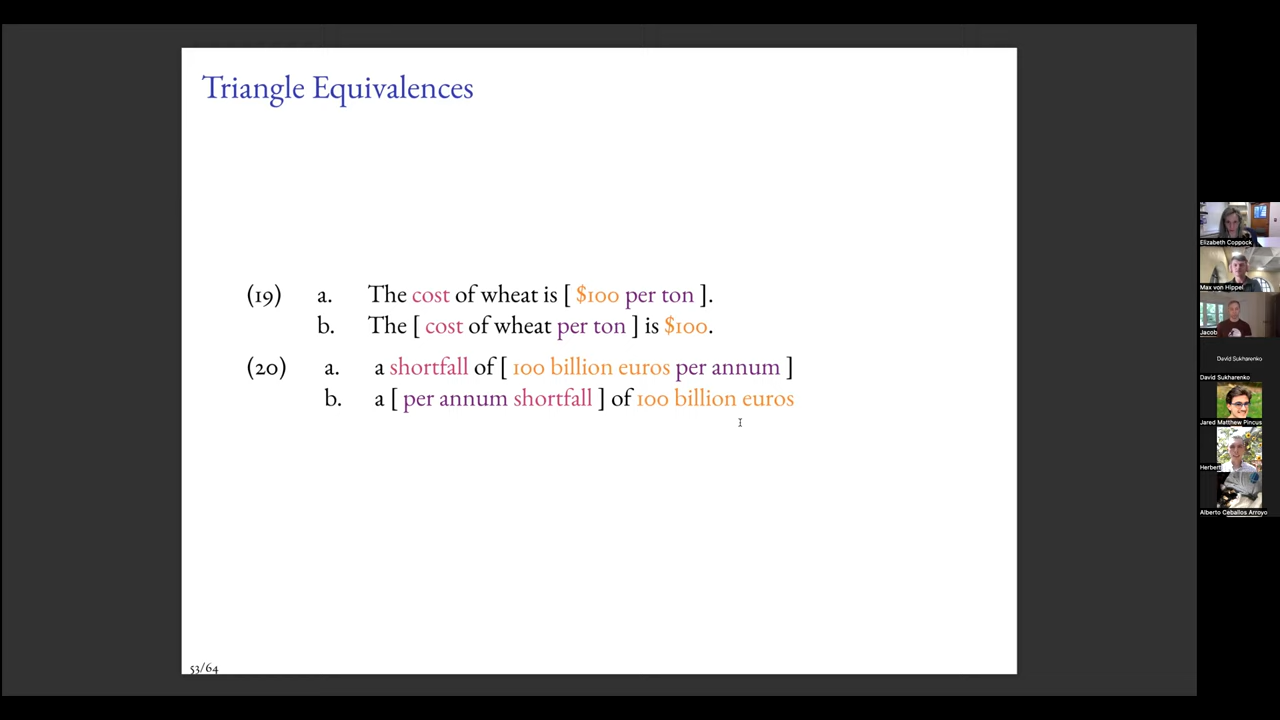 Triangle Equivalences
(19) a. The cost of wheat is [ $100 per ton ].
b. The [ cost of wheat per ton ] is $100.
(20) a. a shortfall of [ 100 billion euros per annum ]
b. a [ per annum shortfall ] of 100 billion euros
53/64
Elizabeth Coppock
Max von Hippel
Jacob
David Sukharenko
David Sukharenko
Jared Matthew Pincus
Herbert
Alberto Ceballos Arroyo